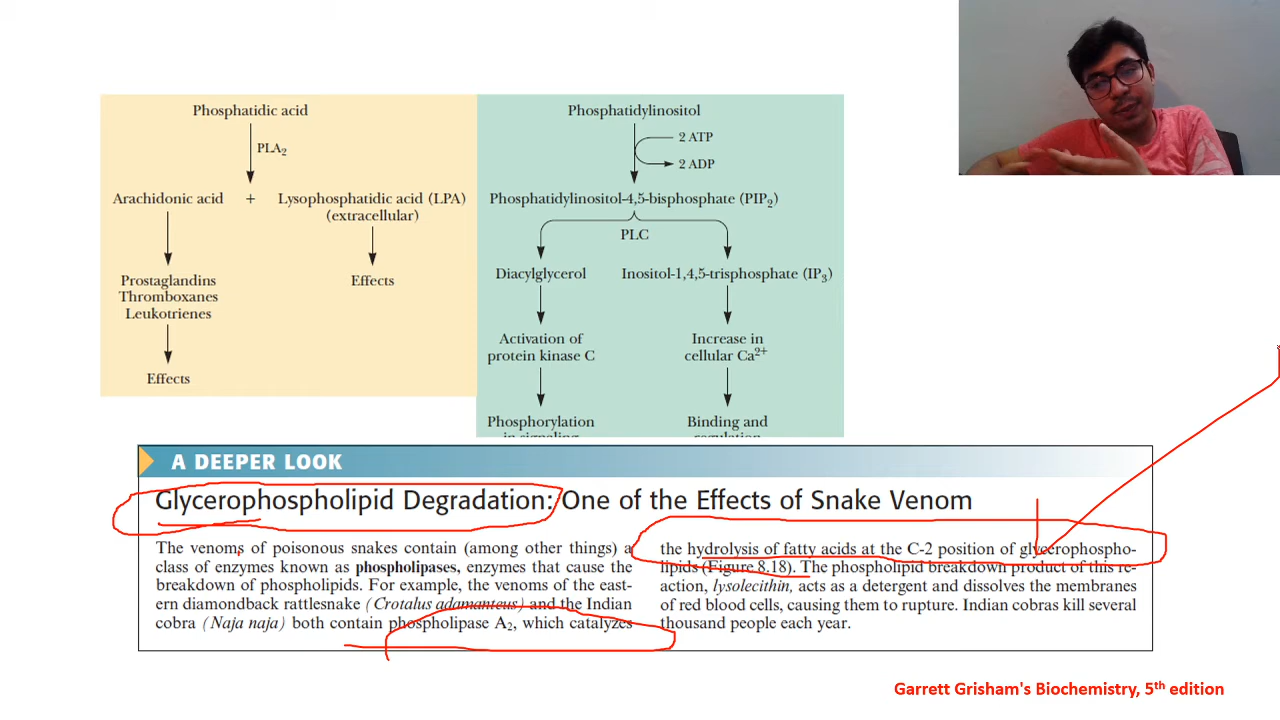 Phosphatidic acid
PLA₂
Arachidonic acid + Lysophosphatidic acid (LPA)
(extracellular)
Prostaglandins
Thromboxanes
Leukotrienes
Effects
Effects
Phosphatidylinositol
2 ATP
2 ADP
Phosphatidylinositol-4,5-bisphosphate (PIP₂)
PLC
Diacylglycerol
Inositol-1,4,5-trisphosphate (IP₃)
Activation of
protein kinase C
Increase in
cellular Ca²⁺
Phosphorylation
in signaling
Binding and
regulation
A DEEPER LOOK
Glycerophospholipid Degradation: One of the Effects of Snake Venom
The venoms of poisonous snakes contain (among other things) a
class of enzymes known as phospholipases, enzymes that cause the
breakdown of phospholipids. For example, the venoms of the east-
ern diamondback rattlesnake (Crotalus adamanteus) and the Indian
cobra (Naja naja) both contain phospholipase A₂, which catalyzes
the hydrolysis of fatty acids at the C-2 position of glycerophospho-
lipids (Figure 8.18). The phospholipid breakdown product of this re-
action, lysolecithin, acts as a detergent and dissolves the membranes
of red blood cells, causing them to rupture. Indian cobras kill several
thousand people each year.
Garrett Grisham's Biochemistry, 5th edition